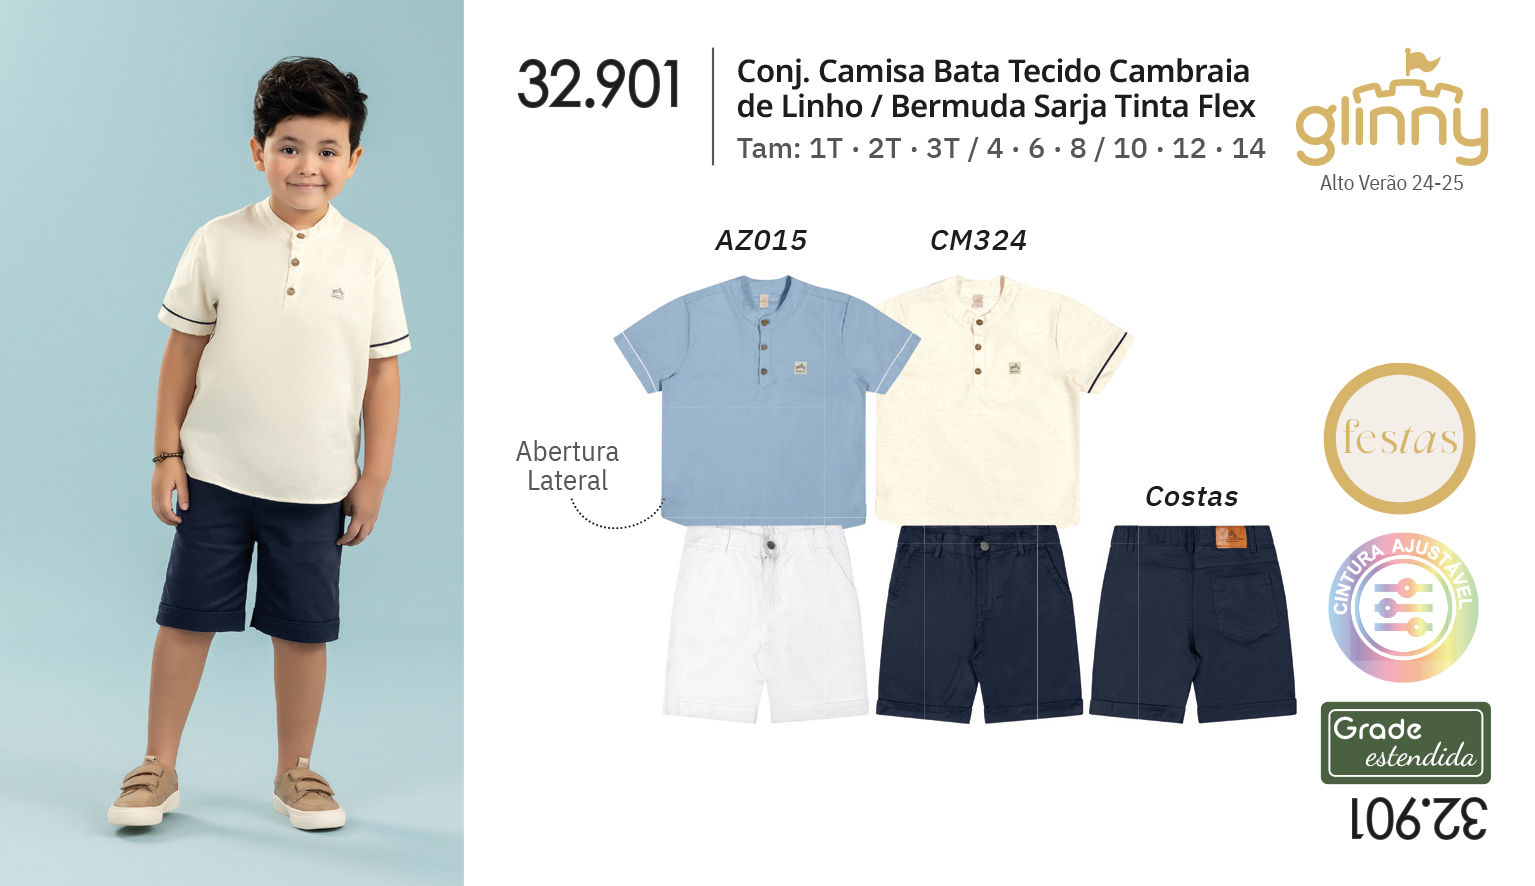 32.901
Conj. Camisa Bata Tecido Cambraia
de Linho / Bermuda Sarja Tinta Flex
Tam: 1T · 2T · 3T / 4 · 6 · 8 / 10 · 12 · 14
glinny
Alto Verão 24-25
AZ015
CM324
Abertura
Lateral
Costas
festas
CINTURA AJUSTÁVEL
Grade
estendida
32.901